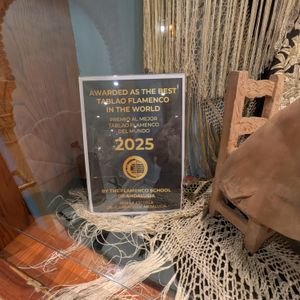 AWARDED AS THE BEST
TABLAO FLAMENCO
IN THE WORLD
PREMIO AL MEJOR
TABLAO FLAMENCO
DEL MUNDO
2025
BY THE FLAMENCO SCHOOL
OF ANDALUSIA